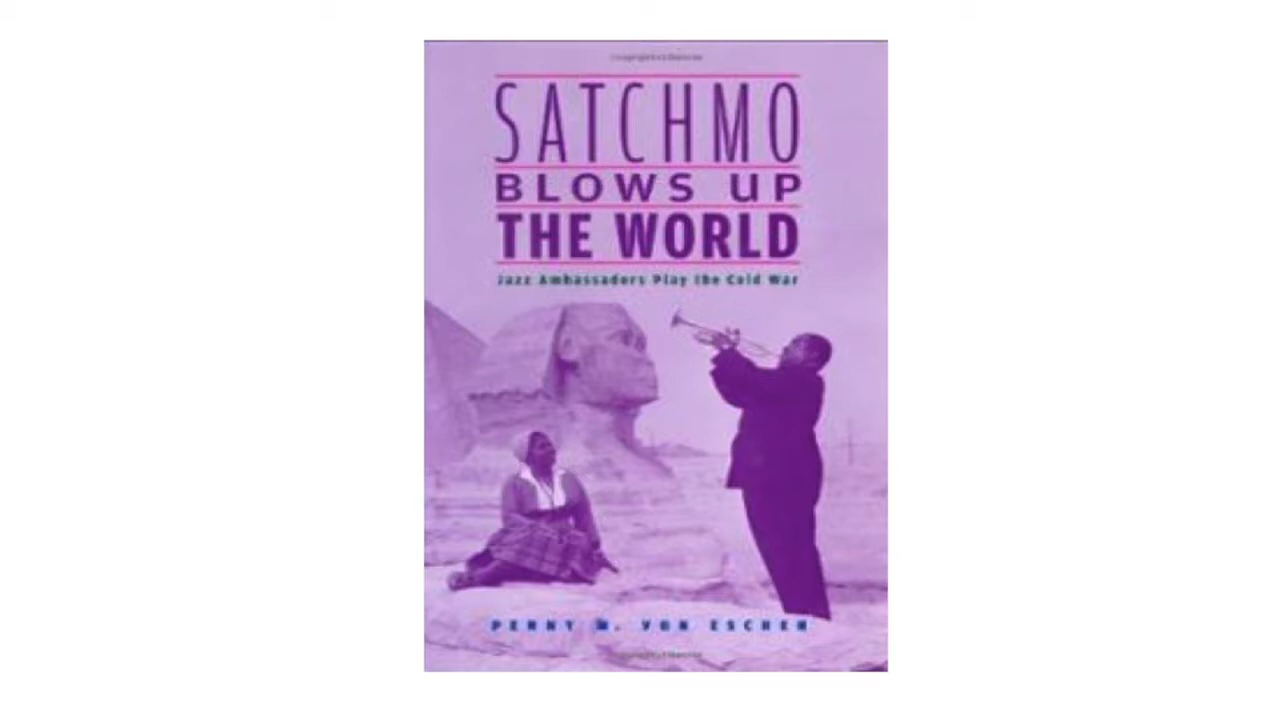 SATCHMO
BLOWS UP
THE WORLD
Jazz Ambassadors Play the Cold War
PENNY M. VON ESCHEN